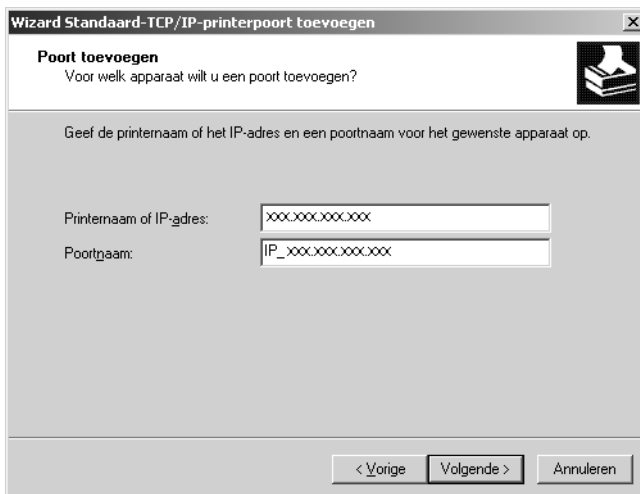 Wizard Standaard-TCP/IP-printerpoort toevoegen
Poort toevoegen
Voor welk apparaat wilt u een poort toevoegen?
Geef de printernaam of het IP-adres en een poortnaam voor het gewenste apparaat op.
Printernaam of IP-adres: xxx.xxx.xxx.xxx
Poortnaam: IP_xxx.xxx.xxx.xxx
< Vorige Volgende > Annuleren